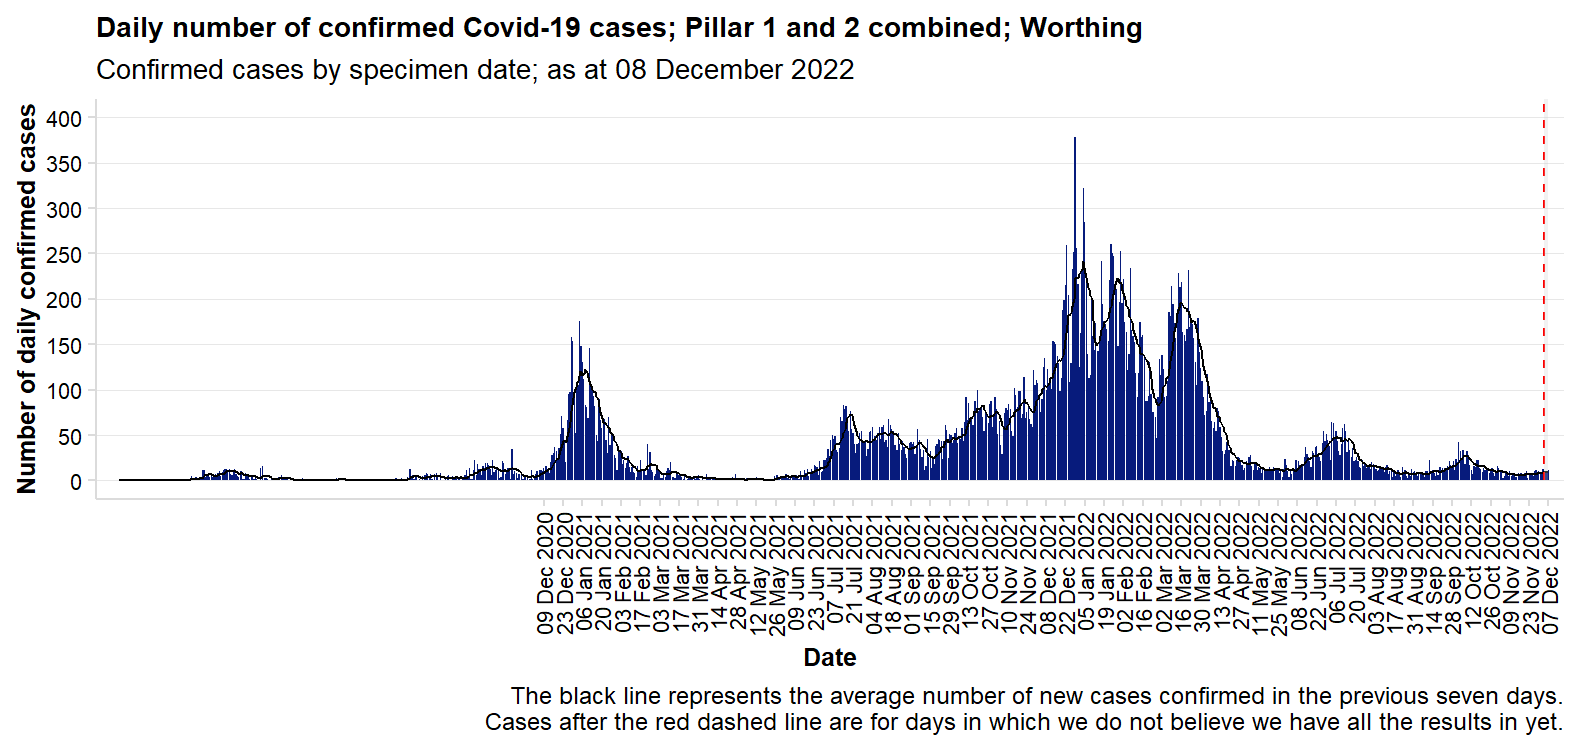 Daily number of confirmed Covid-19 cases; Pillar 1 and 2 combined; Worthing
Confirmed cases by specimen date; as at 08 December 2022
Number of daily confirmed cases
400
350
300
250
200
150
100
50
0
09 Dec 2020
23 Dec 2020
06 Jan 2021
20 Jan 2021
03 Feb 2021
17 Feb 2021
03 Mar 2021
17 Mar 2021
31 Mar 2021
14 Apr 2021
28 Apr 2021
12 May 2021
26 May 2021
09 Jun 2021
23 Jun 2021
07 Jul 2021
21 Jul 2021
04 Aug 2021
18 Aug 2021
01 Sep 2021
15 Sep 2021
29 Sep 2021
13 Oct 2021
27 Oct 2021
10 Nov 2021
24 Nov 2021
08 Dec 2021
22 Dec 2021
05 Jan 2022
19 Jan 2022
02 Feb 2022
16 Feb 2022
02 Mar 2022
16 Mar 2022
30 Mar 2022
13 Apr 2022
27 Apr 2022
11 May 2022
25 May 2022
08 Jun 2022
22 Jun 2022
06 Jul 2022
20 Jul 2022
03 Aug 2022
17 Aug 2022
31 Aug 2022
14 Sep 2022
28 Sep 2022
12 Oct 2022
26 Oct 2022
09 Nov 2022
23 Nov 2022
07 Dec 2022
Date
The black line represents the average number of new cases confirmed in the previous seven days.
Cases after the red dashed line are for days in which we do not believe we have all the results in yet.